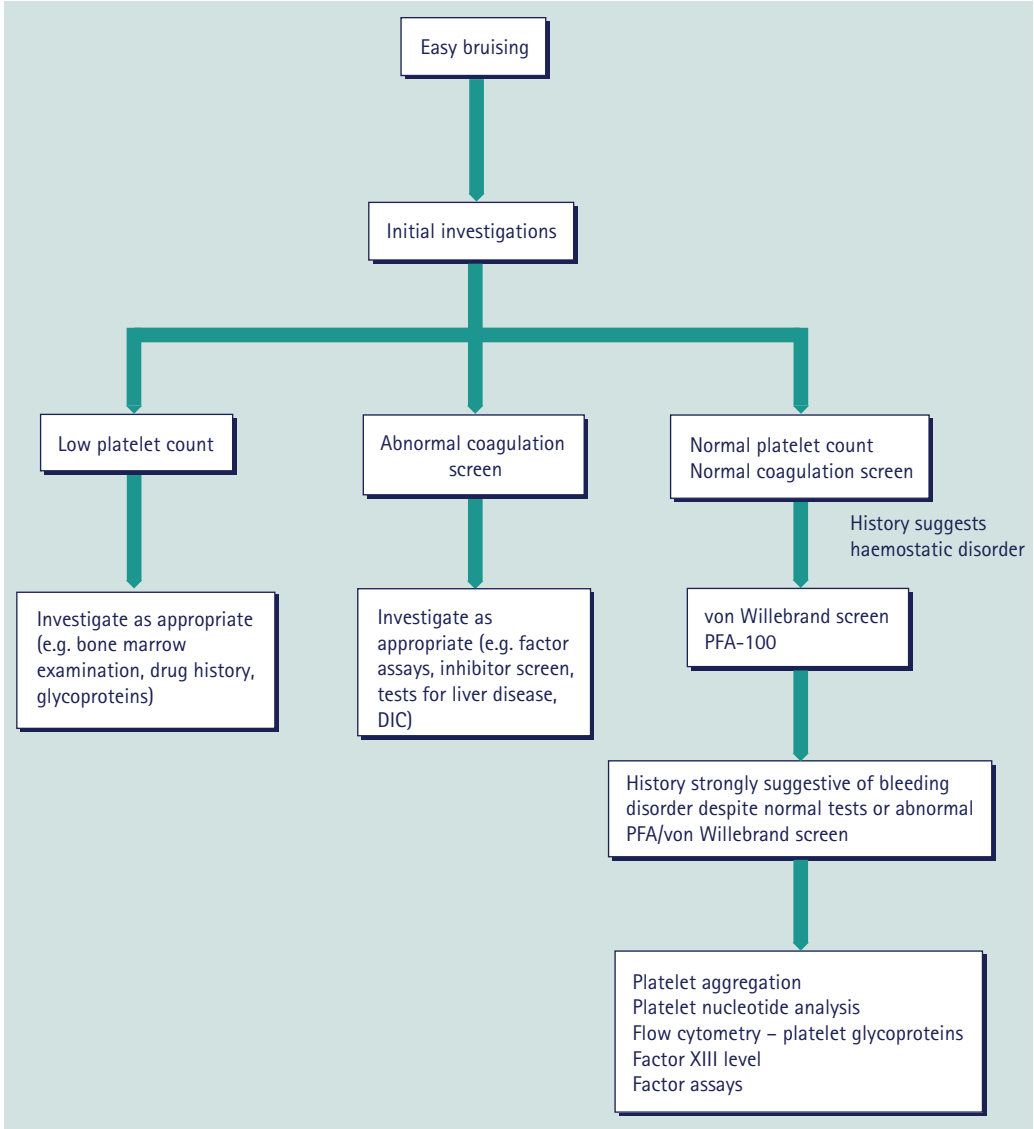 Easy bruising
Initial investigations
Low platelet count
Abnormal coagulation
screen
Normal platelet count
Normal coagulation screen
History suggests
haemostatic disorder
Investigate as appropriate
(e.g. bone marrow
examination, drug history,
glycoproteins)
Investigate as
appropriate (e.g. factor
assays, inhibitor screen,
tests for liver disease,
DIC)
von Willebrand screen
PFA-100
History strongly suggestive of bleeding
disorder despite normal tests or abnormal
PFA/von Willebrand screen
Platelet aggregation
Platelet nucleotide analysis
Flow cytometry – platelet glycoproteins
Factor XIII level
Factor assays